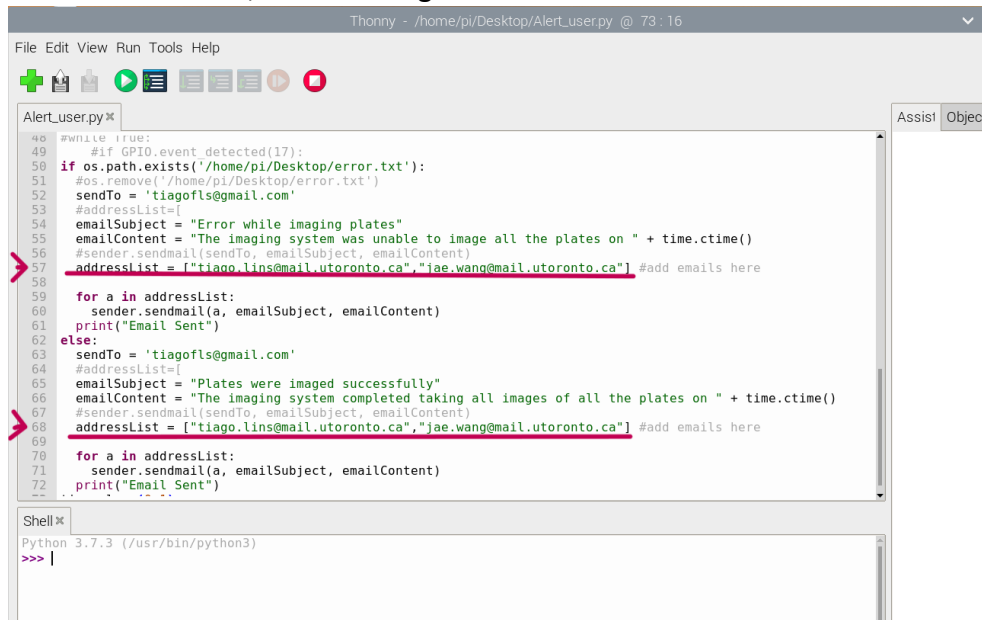 Thonny - /home/pi/Desktop/Alert_user.py @ 73:16
File Edit View Run Tools Help
Alert_user.py
Assist Objec
48 #while True:
49 #if GPIO.event_detected(17):
50 if os.path.exists('/home/pi/Desktop/error.txt'):
51 #os.remove('/home/pi/Desktop/error.txt')
52 sendTo = 'tiagofls@gmail.com'
53 #addressList=[
54 emailSubject = "Error while imaging plates"
55 emailContent = "The imaging system was unable to image all the plates on " + time.ctime()
56 #sender.sendmail(sendTo, emailSubject, emailContent)
57 addressList = ["tiago.lins@mail.utoronto.ca","jae.wang@mail.utoronto.ca"] #add emails here
58
59 for a in addressList:
60 sender.sendmail(a, emailSubject, emailContent)
61 print("Email Sent")
62 else:
63 sendTo = 'tiagofls@gmail.com'
64 #addressList=[
65 emailSubject = "Plates were imaged successfully"
66 emailContent = "The imaging system completed taking all images of all the plates on " + time.ctime()
67 #sender.sendmail(sendTo, emailSubject, emailContent)
68 addressList = ["tiago.lins@mail.utoronto.ca","jae.wang@mail.utoronto.ca"] #add emails here
69
70 for a in addressList:
71 sender.sendmail(a, emailSubject, emailContent)
72 print("Email Sent")
Shell
Python 3.7.3 (/usr/bin/python3)
>>>